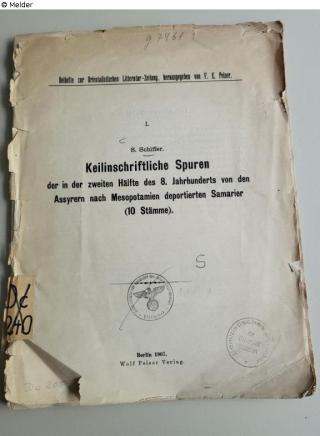 © Melder
g 7461
Beihefte zur Orientalistischen Litteratur-Zeitung, herausgegeben von F. E. Peiser.
I.
S. Schiffer.
Keilinschriftliche Spuren
der in der zweiten Hälfte des 8. Jahrhunderts von den
Assyrern nach Mesopotamien deportierten Samarier
(10 Stämme).
S
Dc
240
Berlin 1907.
Wolf Peiser Verlag.